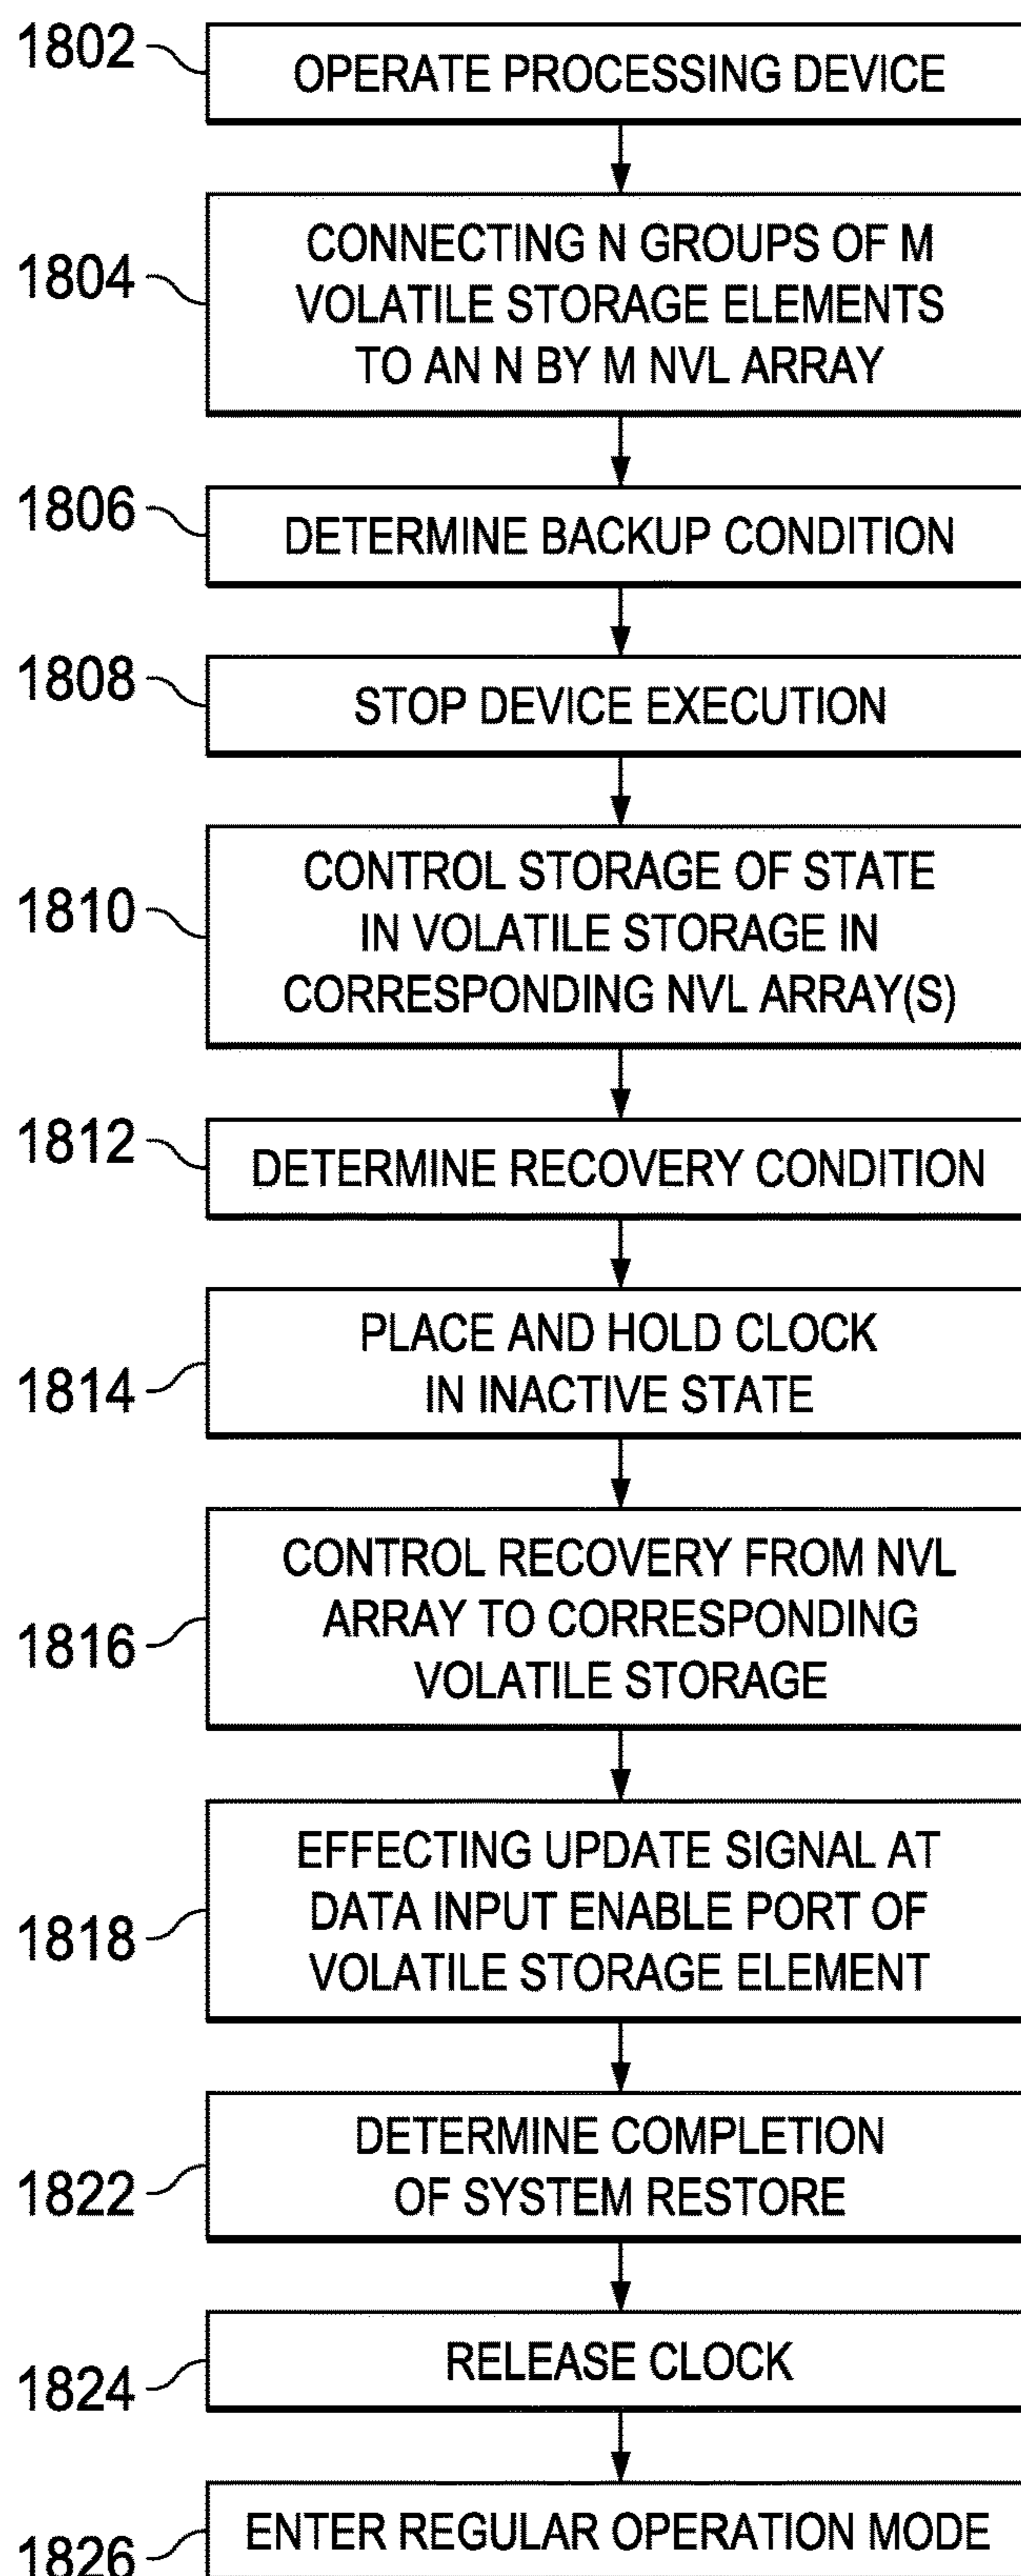 1802
OPERATE PROCESSING DEVICE
1804
CONNECTING N GROUPS OF M
VOLATILE STORAGE ELEMENTS
TO AN N BY M NVL ARRAY
1806
DETERMINE BACKUP CONDITION
1808
STOP DEVICE EXECUTION
1810
CONTROL STORAGE OF STATE
IN VOLATILE STORAGE IN
CORRESPONDING NVL ARRAY(S)
1812
DETERMINE RECOVERY CONDITION
1814
PLACE AND HOLD CLOCK
IN INACTIVE STATE
1816
CONTROL RECOVERY FROM NVL
ARRAY TO CORRESPONDING
VOLATILE STORAGE
1818
EFFECTING UPDATE SIGNAL AT
DATA INPUT ENABLE PORT OF
VOLATILE STORAGE ELEMENT
1822
DETERMINE COMPLETION
OF SYSTEM RESTORE
1824
RELEASE CLOCK
1826
ENTER REGULAR OPERATION MODE